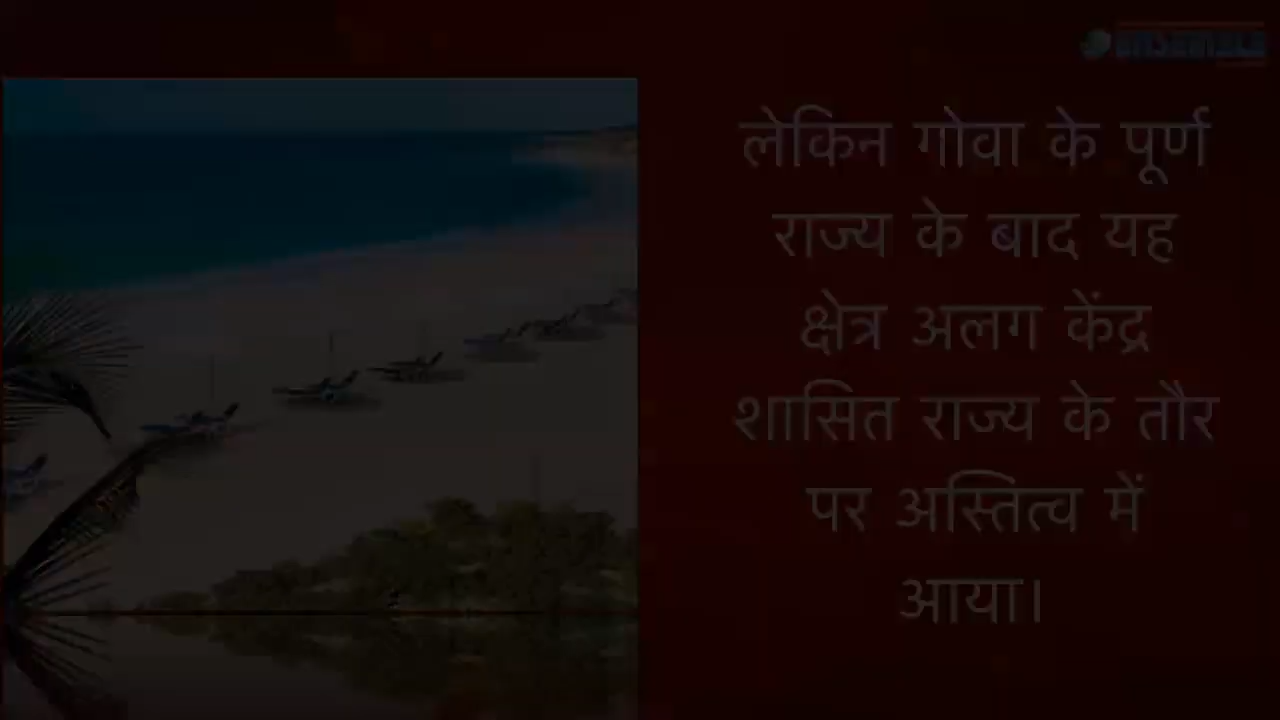 लेकिन गोवा के पूर्ण
राज्य के बाद यह
क्षेत्र अलग केंद्र
शासित राज्य के तौर
पर अस्तित्व में
आया।